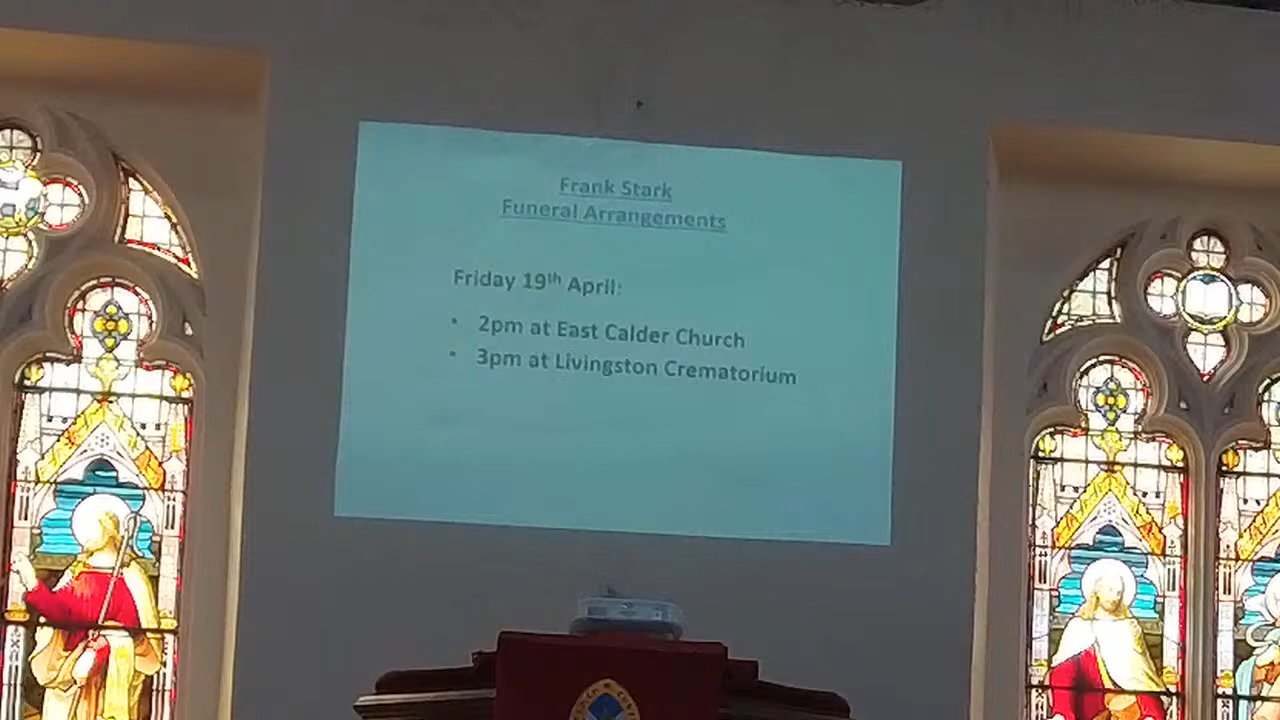 Frank Stark
Funeral Arrangements
Friday 19th April:
• 2pm at East Calder Church
• 3pm at Livingston Crematorium